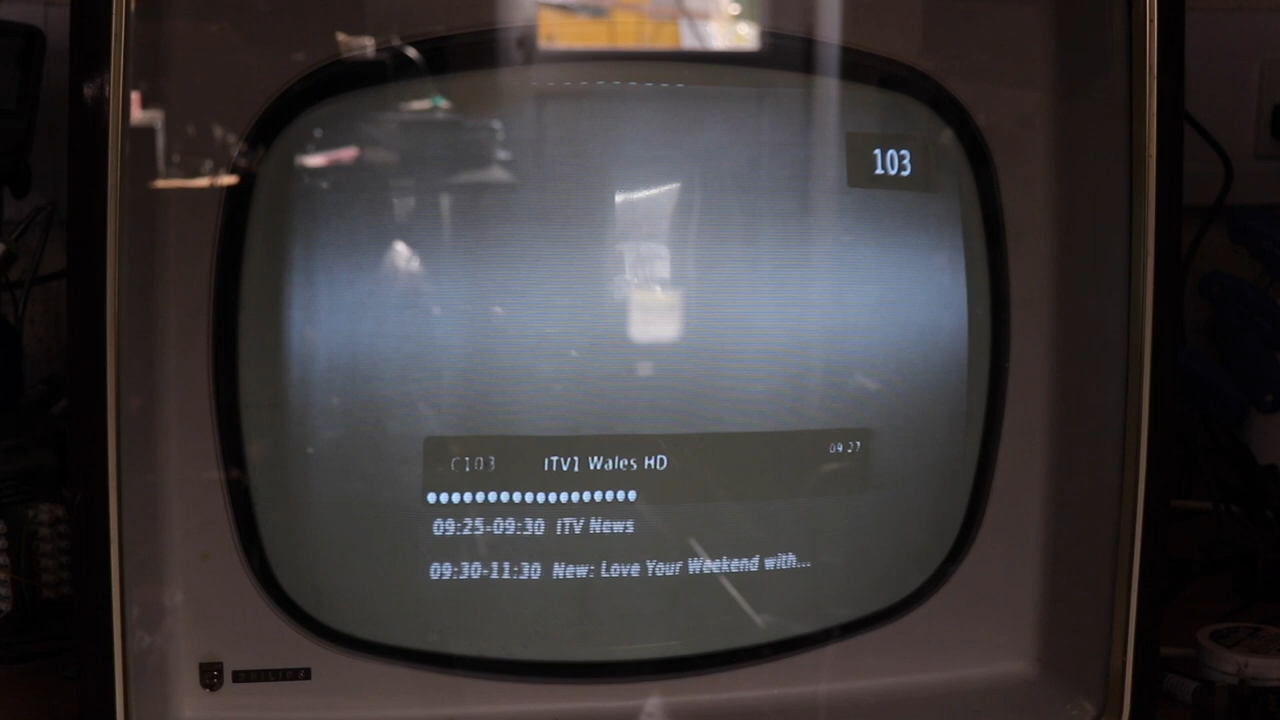 103
C103 ITV1 Wales HD 09:27
09:25-09:30 ITV News
09:30-11:30 New: Love Your Weekend with...
PHILIPS